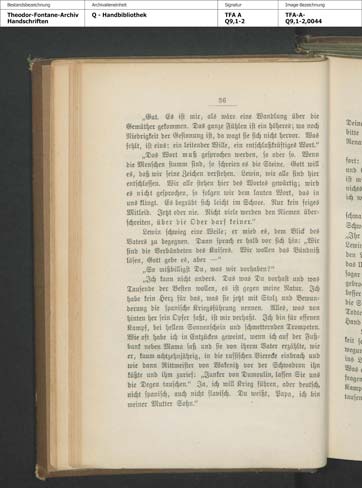 Bestandsbezeichnung
Theodor-Fontane-Archiv
Handschriften
Archivalieneinheit
Q - Handbibliothek
Signatur
TFA A
Q9,1-2
Image-Bezeichnung
TFA-A-
Q9,1-2,0044
36
„Gut. Es ist mir, als wäre eine Wandlung über die
Gemüther gekommen. Das ganze Fühlen ist ein höheres; wo noch
Niedrigkeit der Gesinnung ist, da wagt sie sich nicht hervor. Was
fehlt, ist eins: ein leitender Wille, ein entschlußkräftiges Wort."
„Das Wort muß gesprochen werden, so oder so. Wenn
die Menschen stumm sind, so schreien es die Steine. Gott will
es, daß wir seine Zeichen verstehen. Lewin, wir alle sind hier
entschlossen. Wir alle stehen hier des Wortes gewärtig; wird
es nicht gesprochen, so folgen wir dem lauten Wort, das in
uns klingt. Es begräbt sich leicht im Schnee. Nur kein feiges
Mitleid. Jetzt oder nie. Nicht viele werden den Niemen über-
schreiten, über die Oder darf keiner."
Lewin schwieg eine Weile; er mied es, dem Blick des
Vaters zu begegnen. Dann sprach er halb vor sich hin: „Wir
sind die Verbündeten des Kaisers. Wir wollen das Bündniß
lösen, Gott gebe es, aber —"
„So mißbilligst Du, was wir vorhaben?"
„Ich kann nicht anders. Das was Du vorhast und was
Tausende der Besten wollen, es ist gegen meine Natur. Ich
habe kein Herz für das, was sie jetzt mit Stolz und Bewun-
derung die spanische Kriegsführung nennen. Alles, was von
hinten her sein Opfer faßt, ist mir verhaßt. Ich bin für offenen
Kampf, bei hellem Sonnenschein und schmetternden Trompeten.
Wie oft habe ich in Entzücken geweint, wenn ich auf der Fuß-
bank neben Mama saß und sie von ihrem Vater erzählte, wie
er, kaum achtzehnjährig, in die russischen Vierecke einbrach und
wie dann Rittmeister von Wakenitz vor der Schwadron ihn
küßte und ihm zurief: „Junker von Dumoulin, lassen Sie uns
die Degen tauschen." Ja, ich will Krieg führen, aber deutsch,
nicht spanisch, auch nicht slavisch. Du weißt, Papa, ich bin
meiner Mutter Sohn."